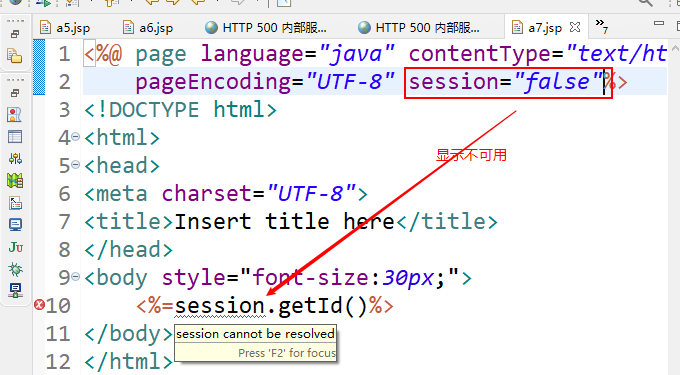 a5.jsp a6.jsp HTTP 500 内部服... HTTP 500 内部服... a7.jsp »7
1 <%@ page language="java" contentType="text/ht
2 pageEncoding="UTF-8" session="false"%>
3 <!DOCTYPE html>
显示不可用
4 <html>
5 <head>
6 <meta charset="UTF-8">
7 <title>Insert title here</title>
8 </head>
9 <body style="font-size:30px;">
10 <%=session.getId()%>
11 </body>
session cannot be resolved
Press 'F2' for focus
12 </html>